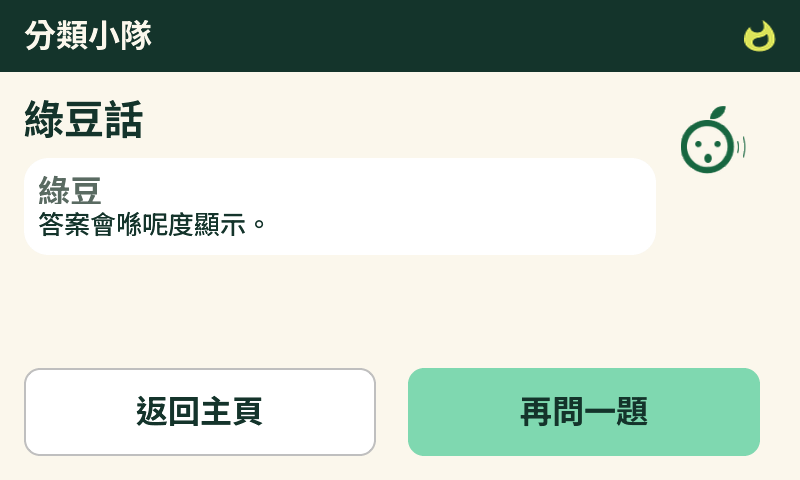 分類小隊
綠豆話
綠豆
答案會喺呢度顯示。
返回主頁
再問一題